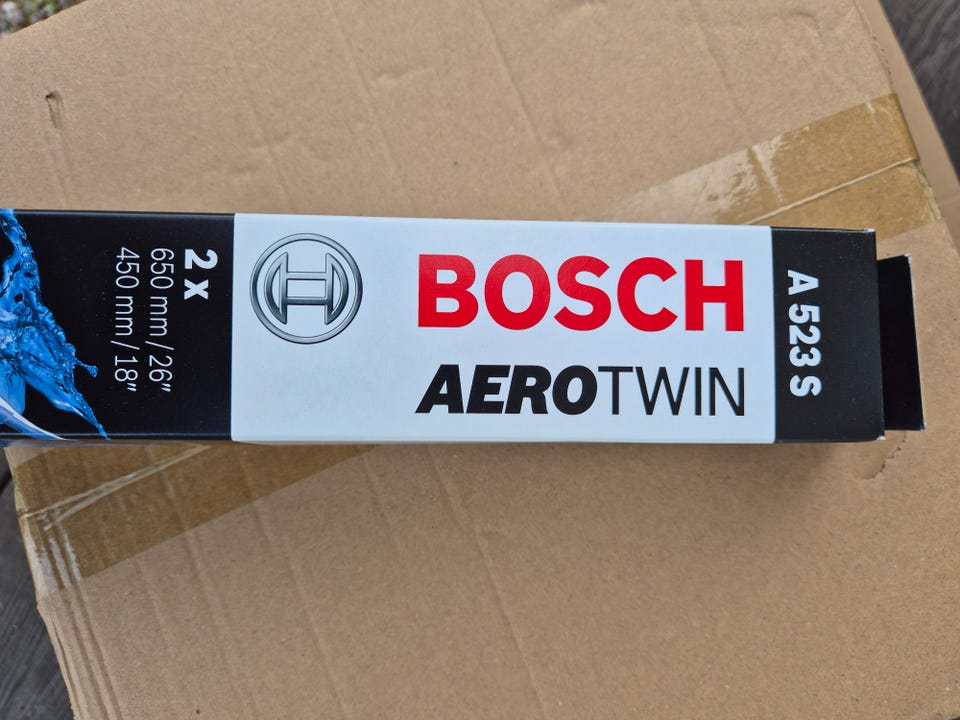 2 x
650 mm / 26"
450 mm / 18"
BOSCH
AEROTWIN
A 523 S